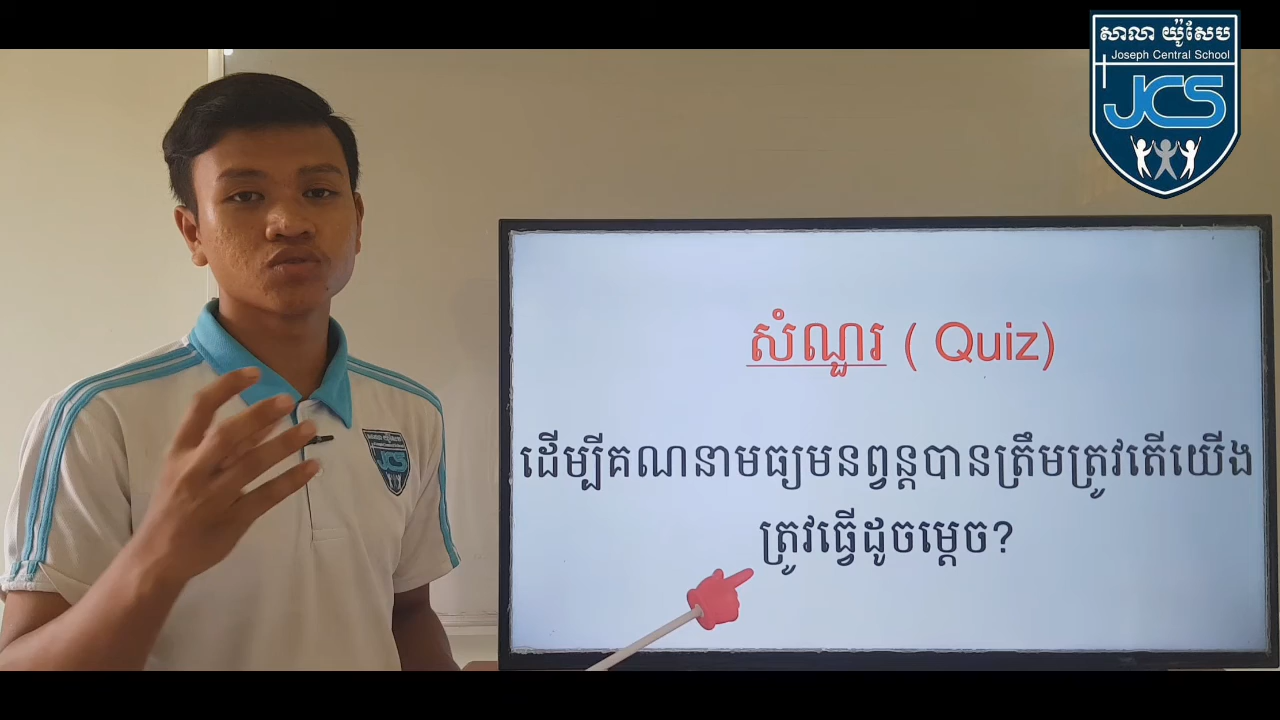 សាលា យ៉ូសែប
Joseph Central School
JCS
សំណួរ ( Quiz)
ដើម្បីគណនាមធ្យមនព្វន្តបានត្រឹមត្រូវតើយើង
ត្រូវធ្វើដូចម្តេច?
JCS